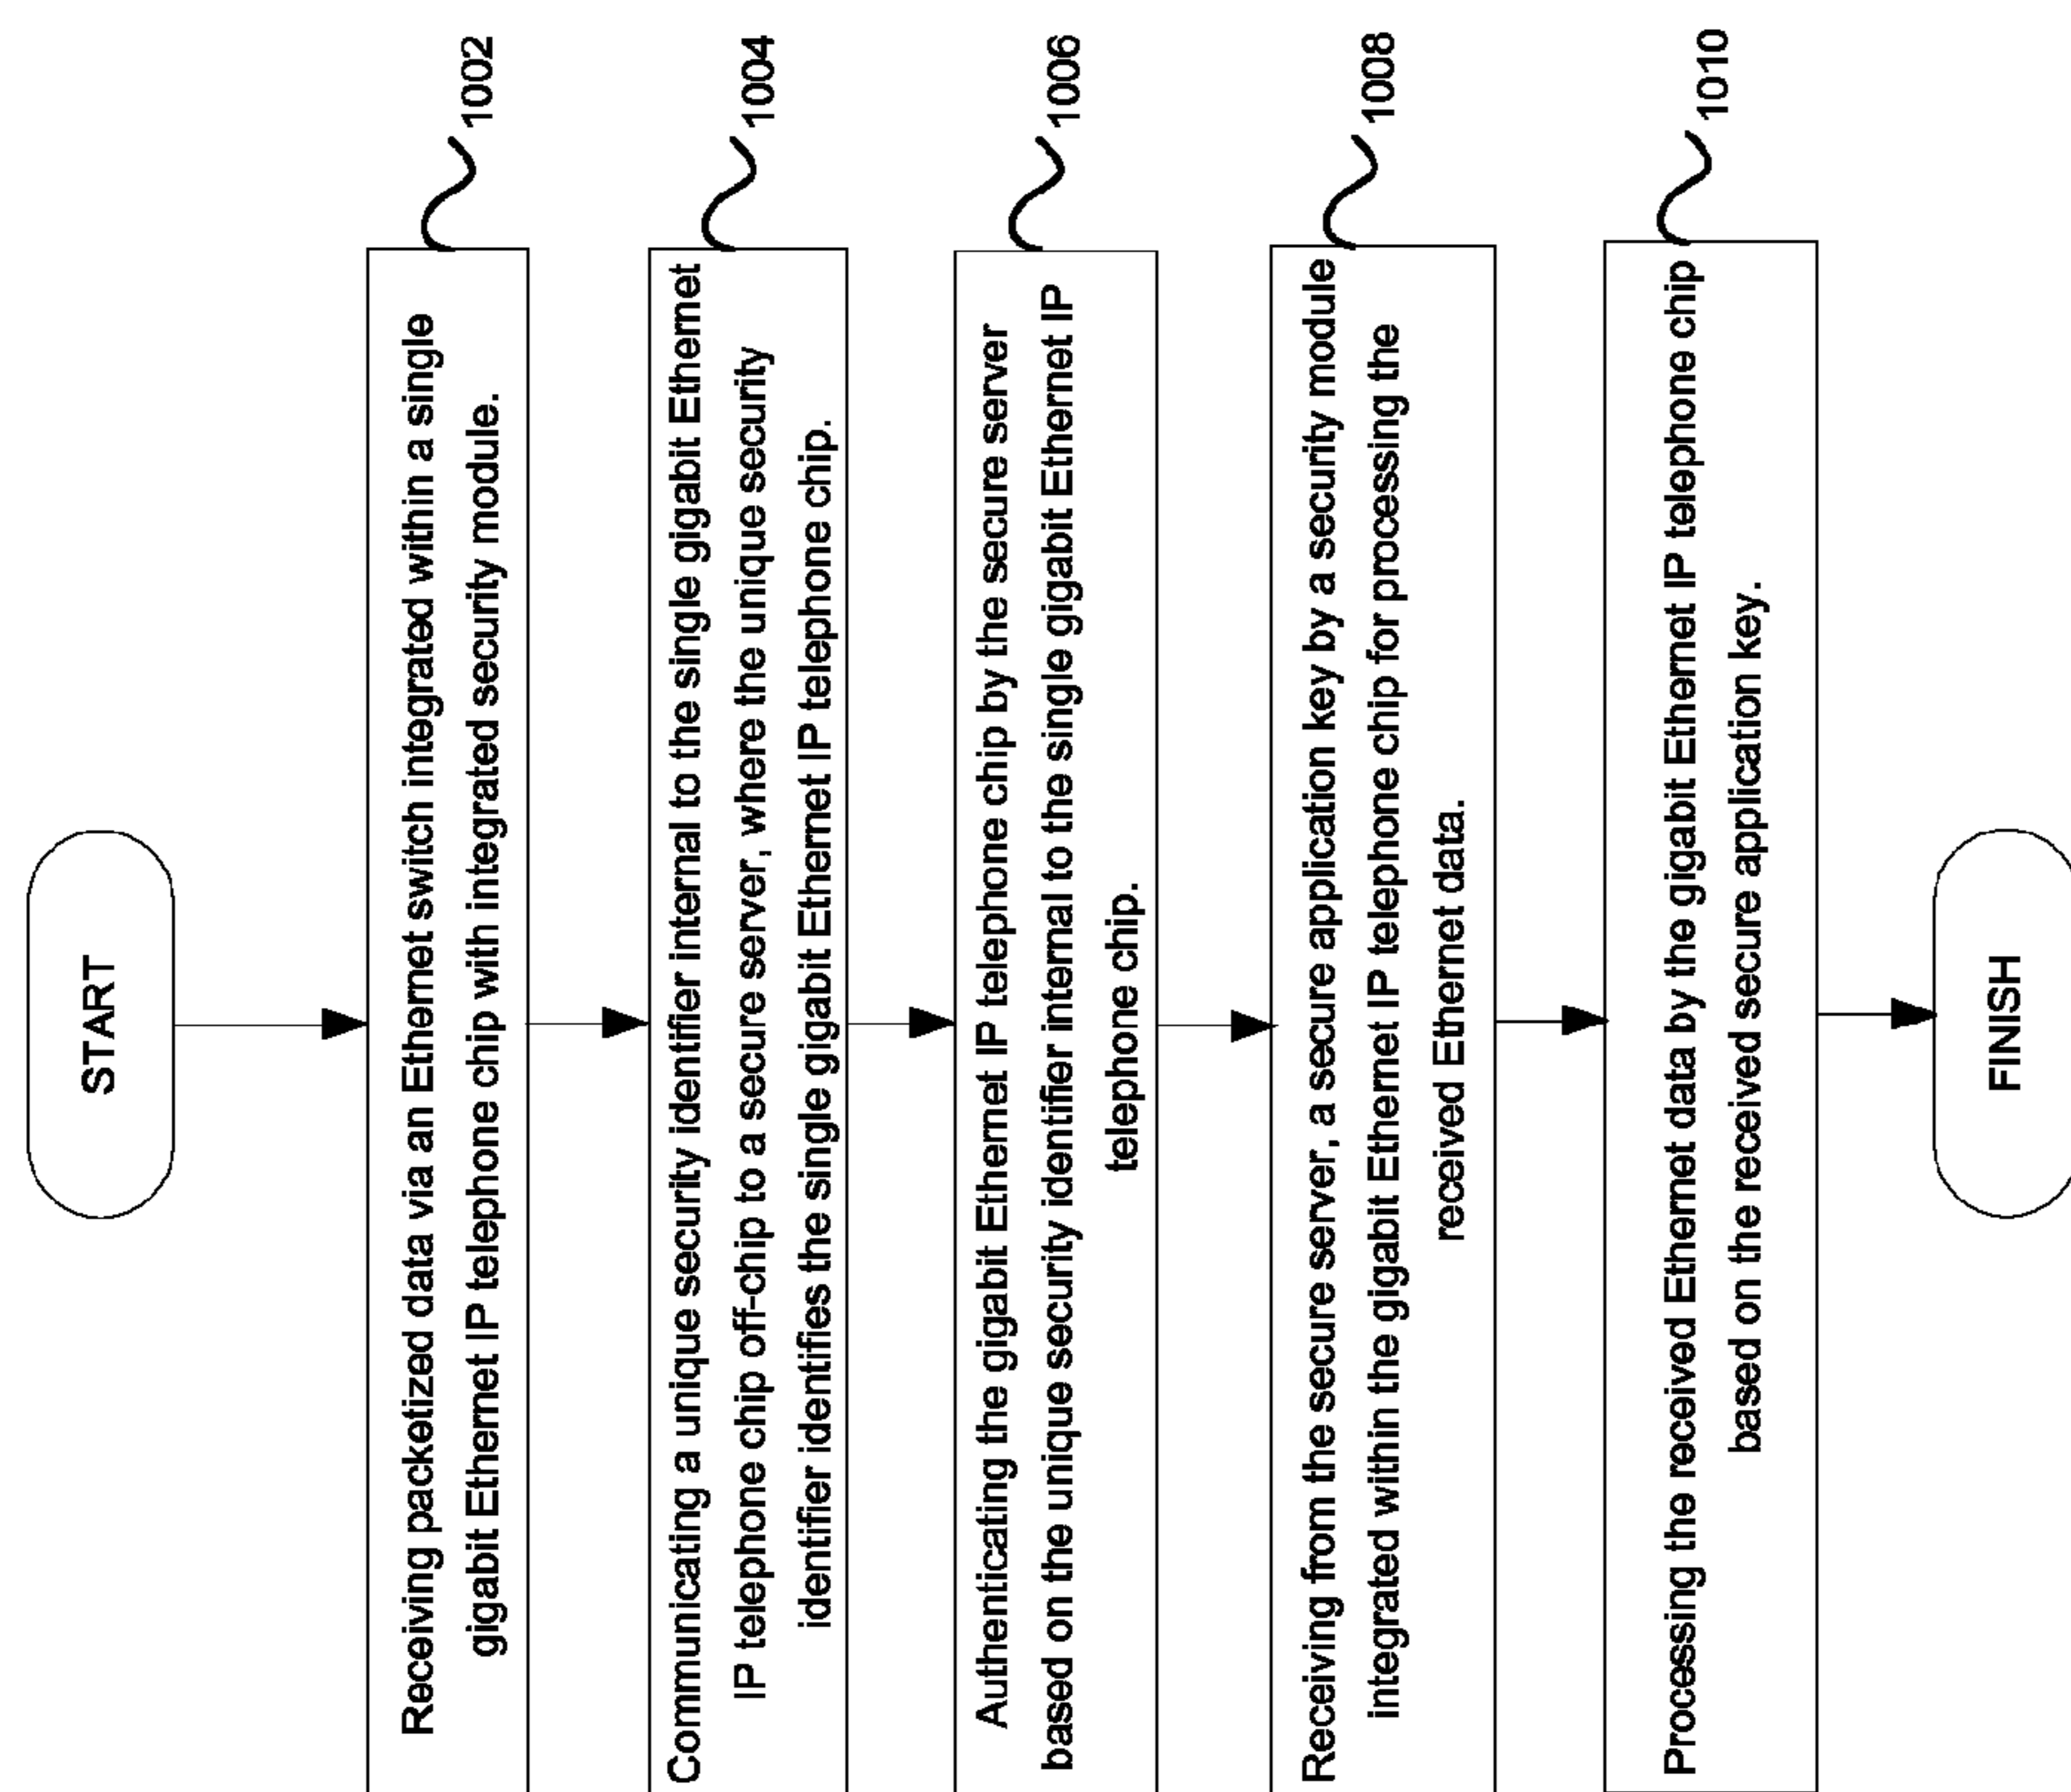 START
Receiving packetized data via an Ethernet switch integrated within a single
gigabit Ethernet IP telephone chip with integrated security module.
1002
Communicating a unique security identifier internal to the single gigabit Ethernet
IP telephone chip off-chip to a secure server, where the unique security
identifier identifies the single gigabit Ethernet IP telephone chip.
1004
Authenticating the gigabit Ethernet IP telephone chip by the secure server
based on the unique security identifier internal to the single gigabit Ethernet IP
telephone chip.
1006
Receiving from the secure server, a secure application key by a security module
integrated within the gigabit Ethernet IP telephone chip for processing the
received Ethernet data.
1008
Processing the received Ethernet data by the gigabit Ethernet IP telephone chip
based on the received secure application key.
1010
FINISH